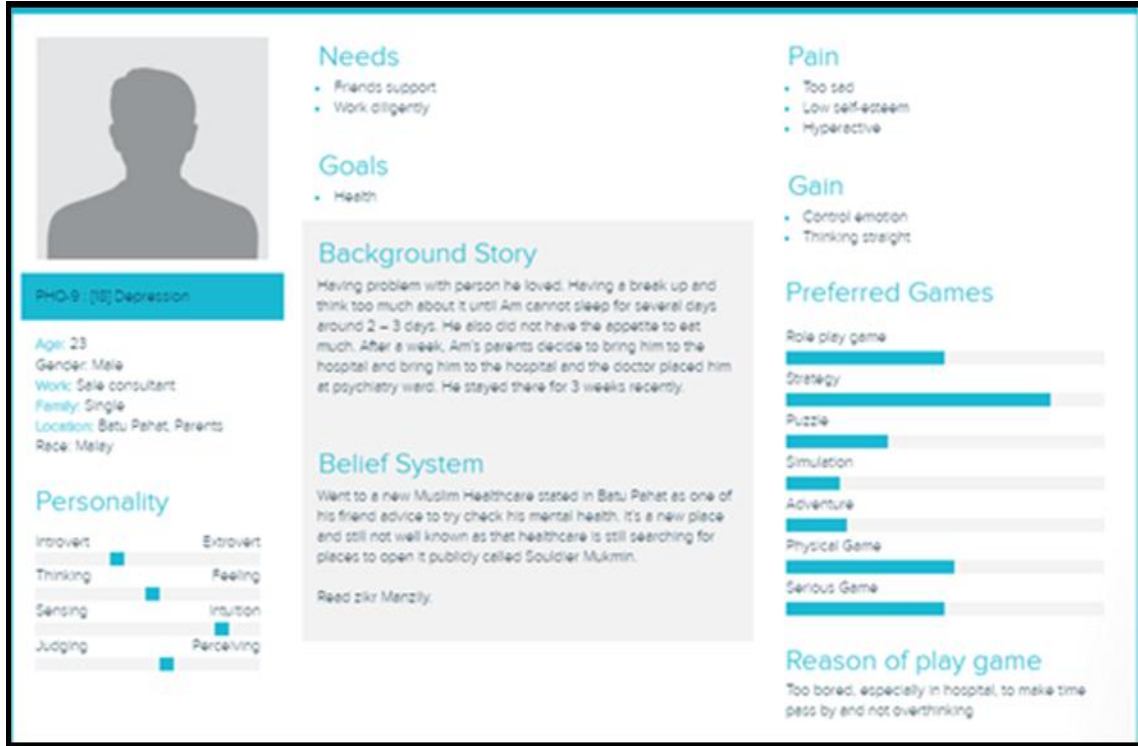 PHQ-9 : [18] Depression
Age: 23
Gender: Male
Work: Sale consultant
Family: Single
Location: Batu Pahat, Parents
Race: Malay
Personality
Introvert Extrovert
Thinking Feeling
Sensing Intuition
Judging Perceiving
Needs
• Friends support
• Work diligently
Goals
• Health
Background Story
Having problem with person he loved. Having a break up and
think too much about it until Am cannot sleep for several days
around 2 – 3 days. He also did not have the appetite to eat
much. After a week, Am's parents decide to bring him to the
hospital and bring him to the hospital and the doctor placed him
at psychiatry ward. He stayed there for 3 weeks recently.
Belief System
Went to a new Muslim Healthcare stated in Batu Pahat as one of
his friend advice to try check his mental health. It's a new place
and still not well known as that healthcare is still searching for
places to open it publicly called Souldier Mukmin.
Read zikr Manzily.
Pain
• Too sad
• Low self-esteem
• Hyperactive
Gain
• Control emotion
• Thinking straight
Preferred Games
Role play game
Strategy
Puzzle
Simulation
Adventure
Physical Game
Serious Game
Reason of play game
Too bored, especially in hospital, to make time
pass by and not overthinking